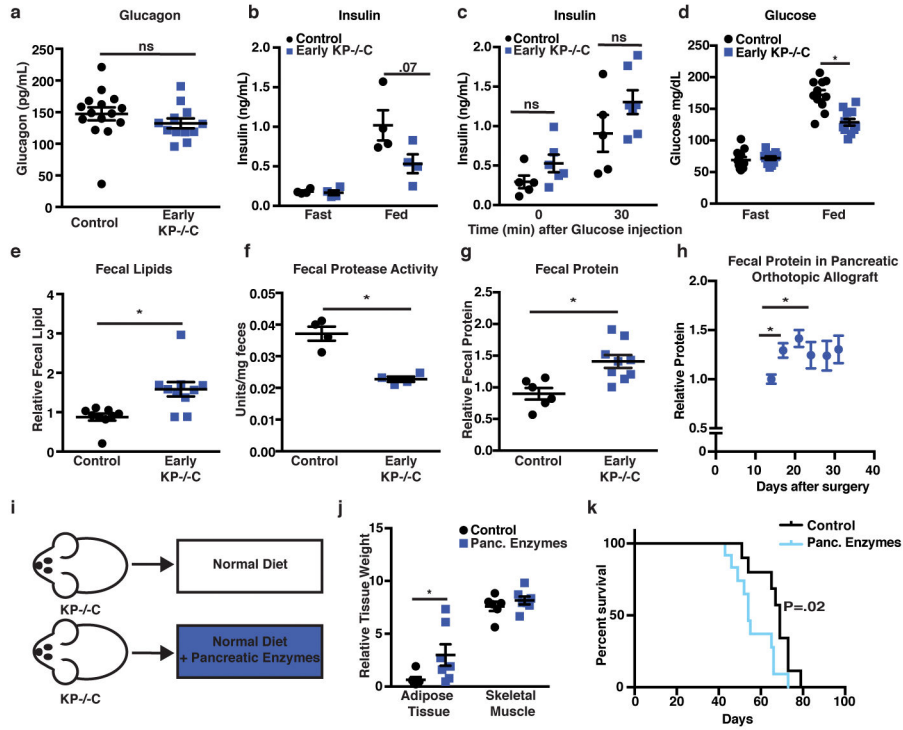 a
Glucagon
ns
Glucagon (pg/mL)
250
200
150
100
50
0
Control
Early
KP-/-C
b
Insulin
Control
Early KP-/-C
.07
Insulin (ng/mL)
2.0
1.5
1.0
0.5
0.0
Fast
Fed
c
Insulin
Control
Early KP-/-C
ns
ns
Insulin (ng/mL)
2.0
1.5
1.0
0.5
0.0
0
30
Time (min) after Glucose injection
d
Glucose
Control
Early KP-/-C
*
Glucose mg/dL
250
200
150
100
50
0
Fast
Fed
e
Fecal Lipids
*
Relative Fecal Lipid
4
3
2
1
0
Control
Early
KP-/-C
f
Fecal Protease Activity
*
Units/mg feces
0.05
0.04
0.02
0.01
0.00
Control
Early
KP-/-C
g
Fecal Protein
*
Relative Fecal Protein
2.5
2.0
1.5
1.0
0.5
0.0
Control
Early
KP-/-C
h
Fecal Protein in Pancreatic
Orthotopic Allograft
*
*
Relative Protein
1.5
1.0
0.5
0
0
10
20
30
40
Days after surgery
i
Normal Diet
KP-/-C
Normal Diet
+ Pancreatic Enzymes
KP-/-C
j
Control
Panc. Enzymes
*
Relative Tissue Weight
15
10
5
0
Adipose
Tissue
Skeletal
Muscle
k
Control
Panc. Enzymes
P=.02
Percent survival
100
50
0
0
20
40
60
80
100
Days